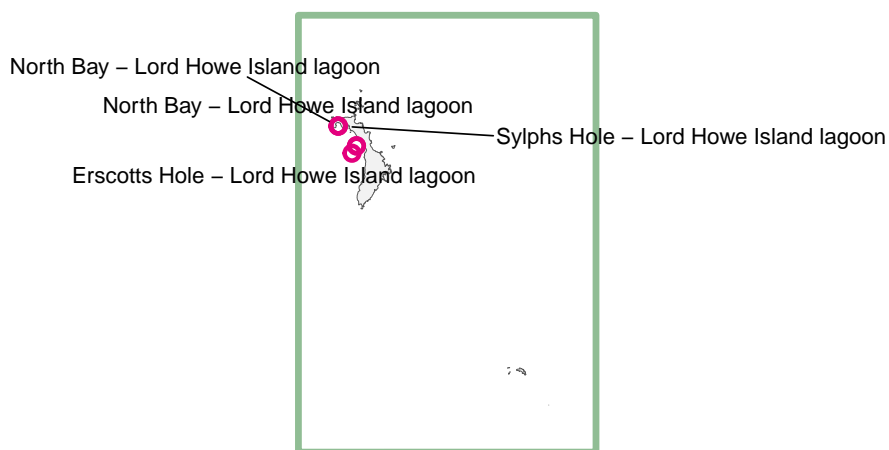 North Bay – Lord Howe Island lagoon
North Bay – Lord Howe Island lagoon
Sylphs Hole – Lord Howe Island lagoon
Erscotts Hole – Lord Howe Island lagoon